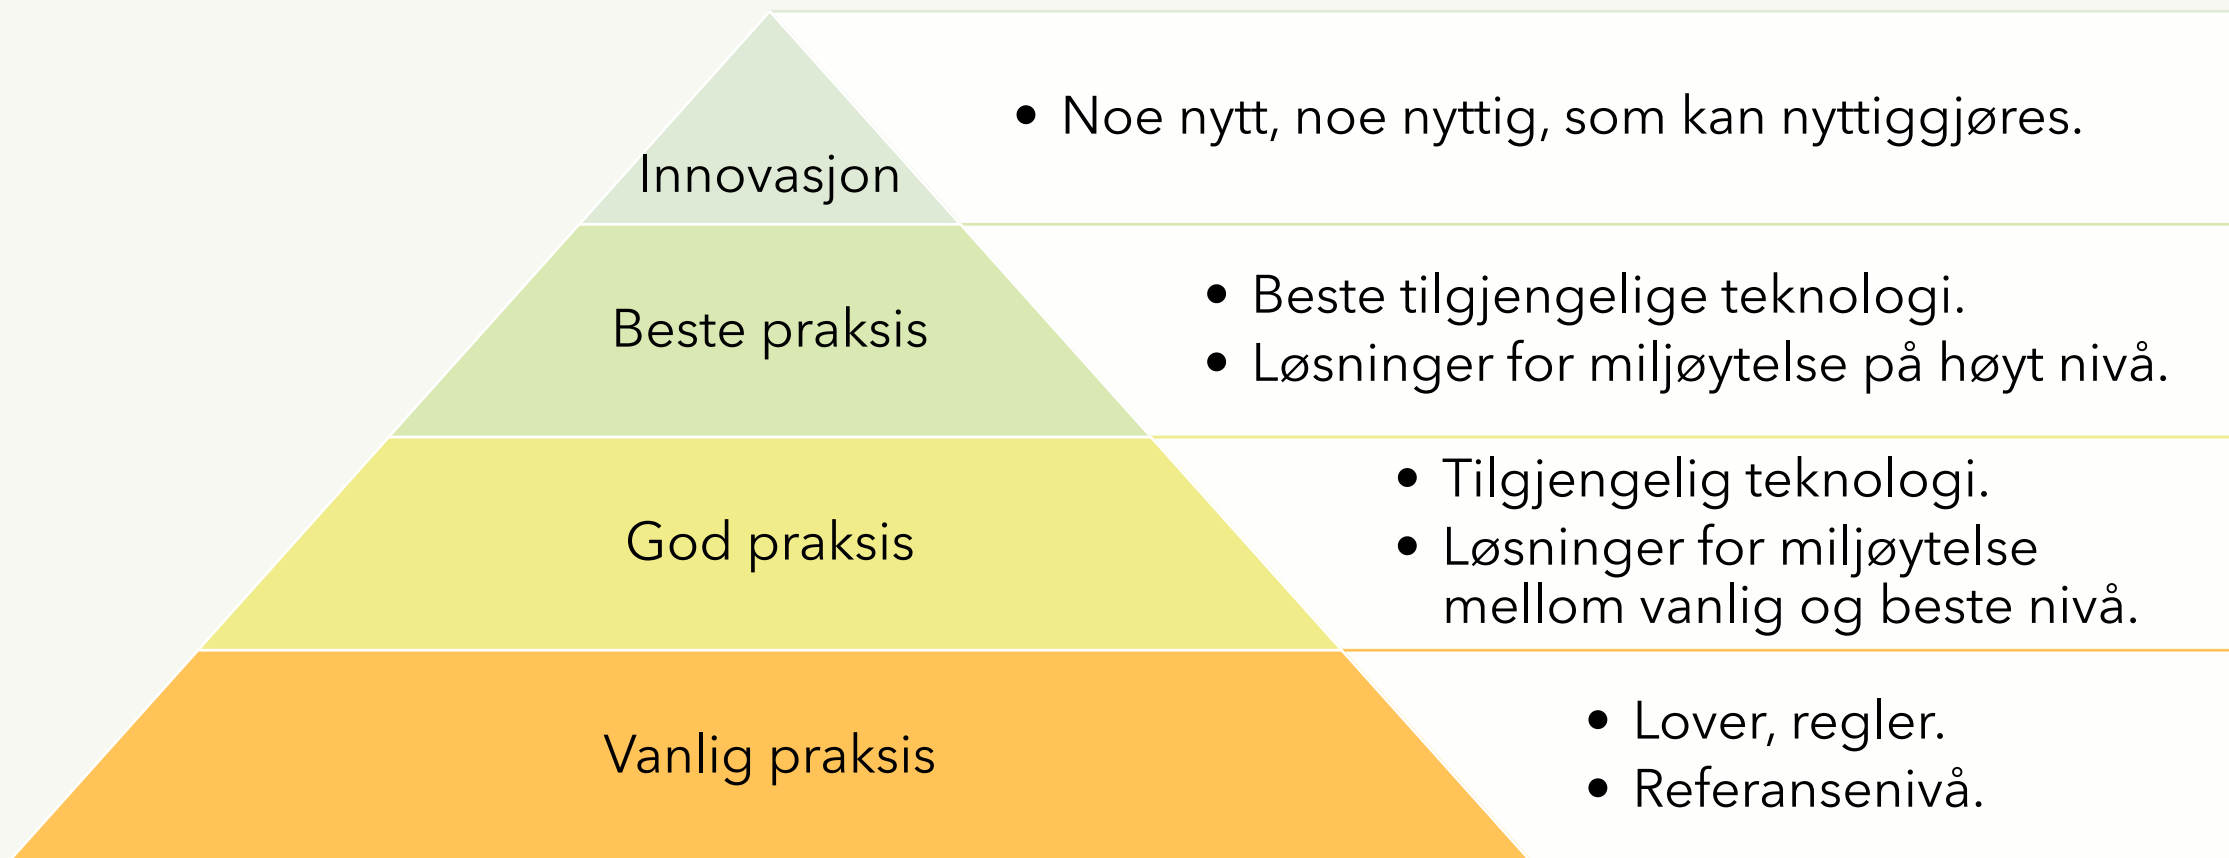 Innovasjon
• Noe nytt, noe nyttig, som kan nyttiggjøres.
Beste praksis
• Beste tilgjengelige teknologi.
• Løsninger for miljøytelse på høyt nivå.
God praksis
• Tilgjengelig teknologi.
• Løsninger for miljøytelse
mellom vanlig og beste nivå.
Vanlig praksis
• Lover, regler.
• Referansenivå.